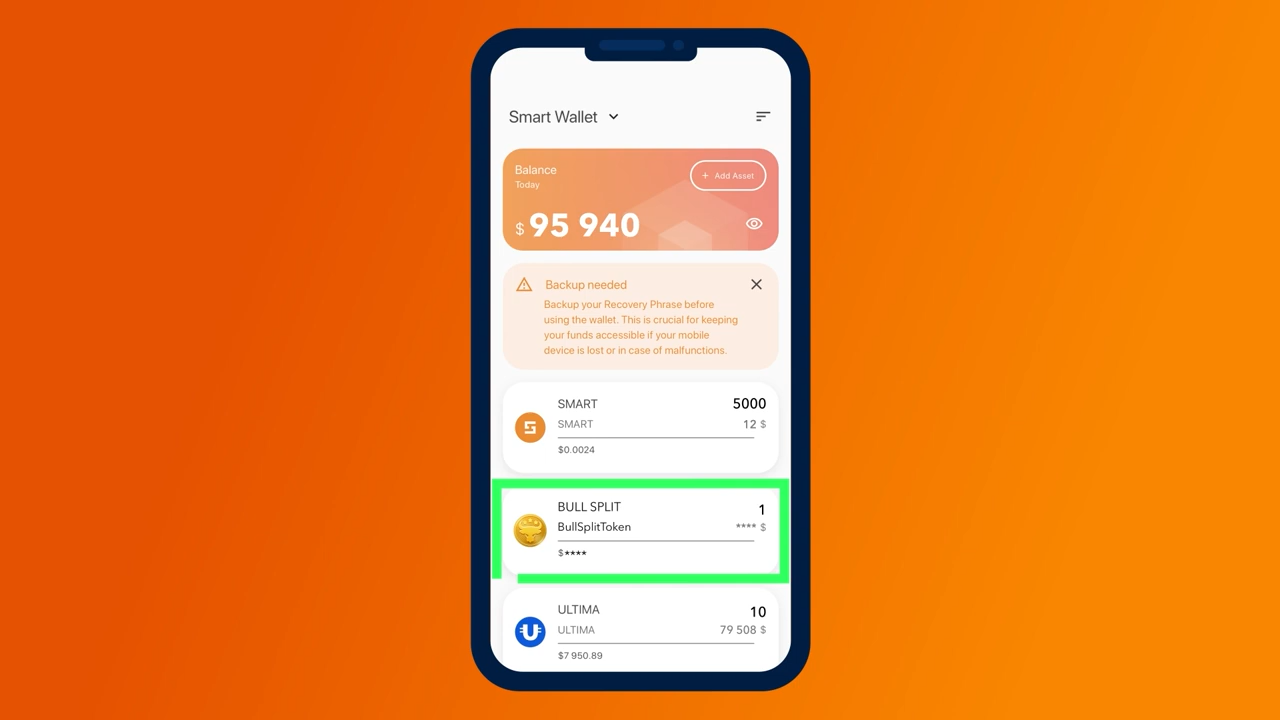 Smart Wallet
Balance
Today
+ Add Asset
$ 95 940
Backup needed
Backup your Recovery Phrase before
using the wallet. This is crucial for keeping
your funds accessible if your mobile
device is lost or in case of malfunctions.
SMART 5000
SMART 12 $
$0.0024
BULL SPLIT 1
BullSplitToken **** $
$****
ULTIMA 10
ULTIMA 79 508 $
$7 950.89